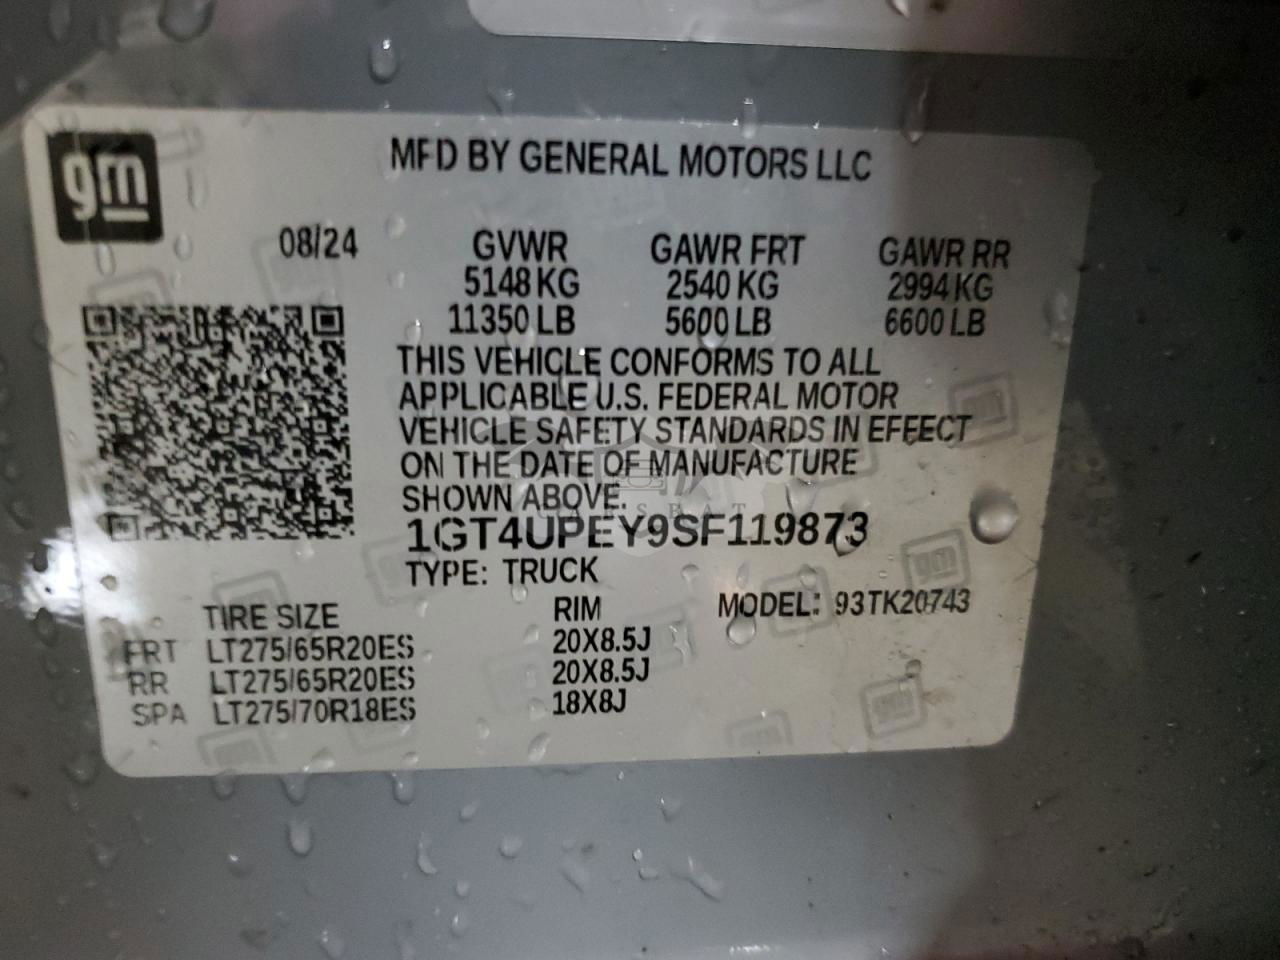 gm
MFD BY GENERAL MOTORS LLC
08/24 GVWR GAWR FRT GAWR RR
5148 KG 2540 KG 2994 KG
11350 LB 5600 LB 6600 LB
THIS VEHICLE CONFORMS TO ALL
APPLICABLE U.S. FEDERAL MOTOR
VEHICLE SAFETY STANDARDS IN EFFECT
ON THE DATE OF MANUFACTURE
SHOWN ABOVE.
1GT4UPEY9SF119873
TYPE: TRUCK
TIRE SIZE RIM MODEL: 93TK20743
FRT LT275/65R20ES 20X8.5J
RR LT275/65R20ES 20X8.5J
SPA LT275/70R18ES 18X8J